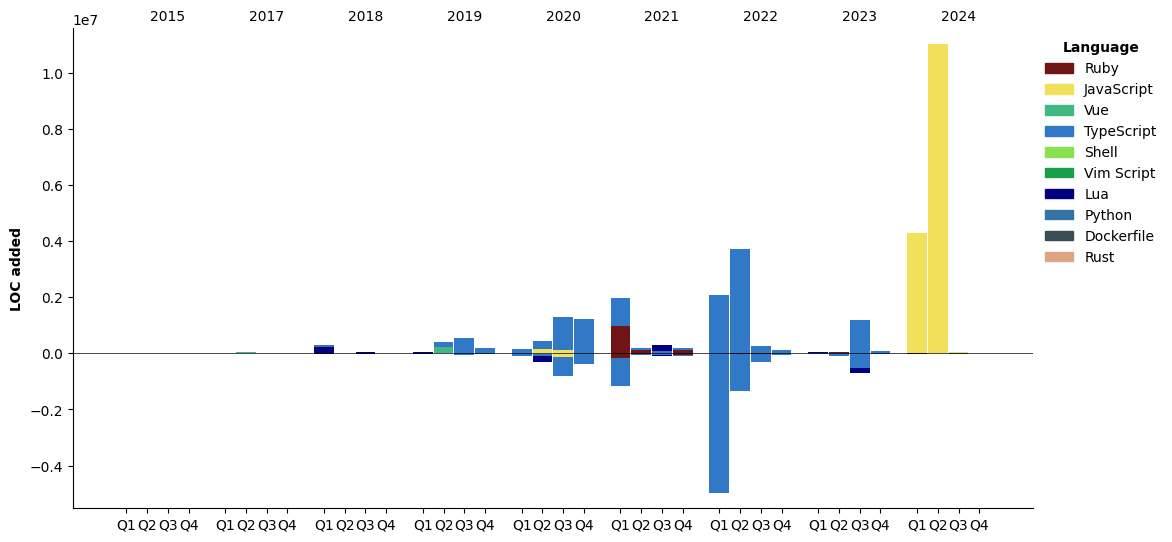 2015 2017 2018 2019 2020 2021 2022 2023 2024
1e7
Language
Ruby
JavaScript
Vue
TypeScript
Shell
Vim Script
Lua
Python
Dockerfile
Rust
LOC added
1.0
0.8
0.6
0.4
0.2
0.0
−0.2
−0.4
Q1 Q2 Q3 Q4 Q1 Q2 Q3 Q4 Q1 Q2 Q3 Q4 Q1 Q2 Q3 Q4 Q1 Q2 Q3 Q4 Q1 Q2 Q3 Q4 Q1 Q2 Q3 Q4 Q1 Q2 Q3 Q4 Q1 Q2 Q3 Q4